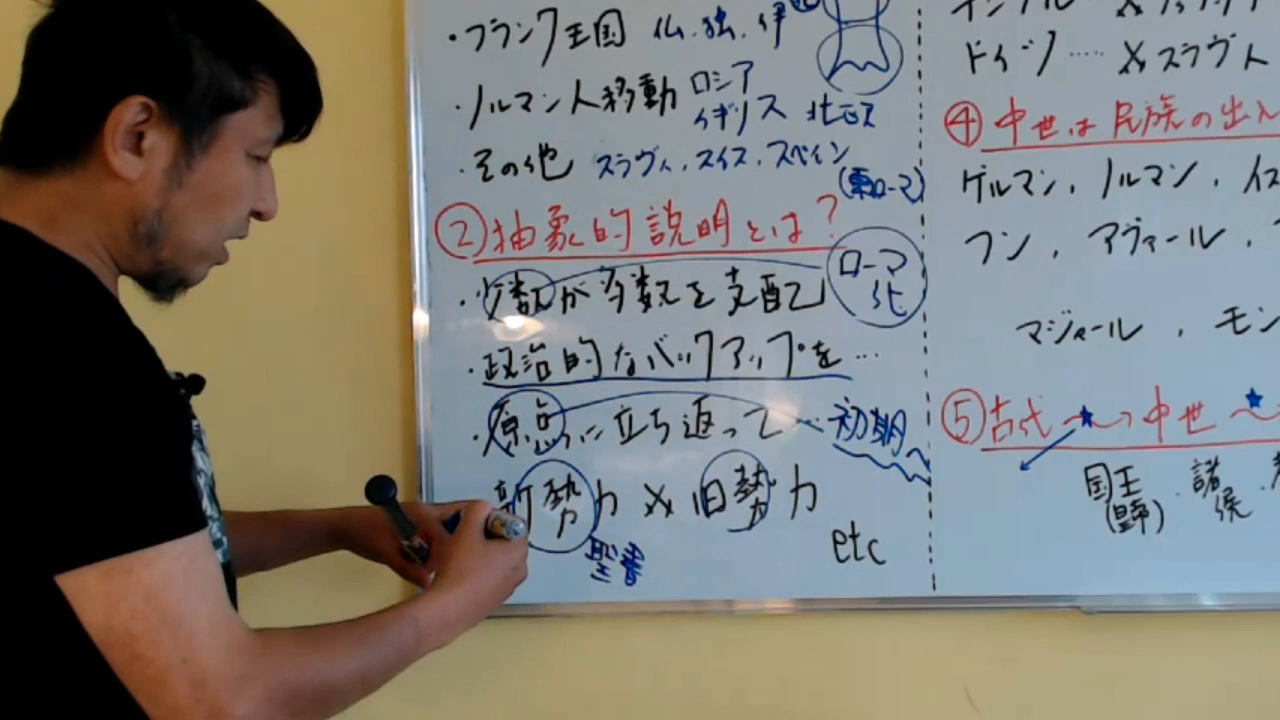 ・フランク王国 仏.独.伊
・ノルマン人移動 ロシア
イギリス 北欧
・その他 スラヴィ.スイス.スペイン
(東ローマ)
②抽象的説明とは?
・少数が多数を支配し ローマ化
・政治的なバックアップを…
・原点に立ち返って… 初期
新勢力 × 旧勢力
聖書
etc
ドイツ…… ×スラヴ人
④中世は民族の出入
ゲルマン, ノルマン, イス
フン, アヴァール,
マジャール, モン
⑤古代〜→中世〜
国王 . 諸侯 .
(皇帝)